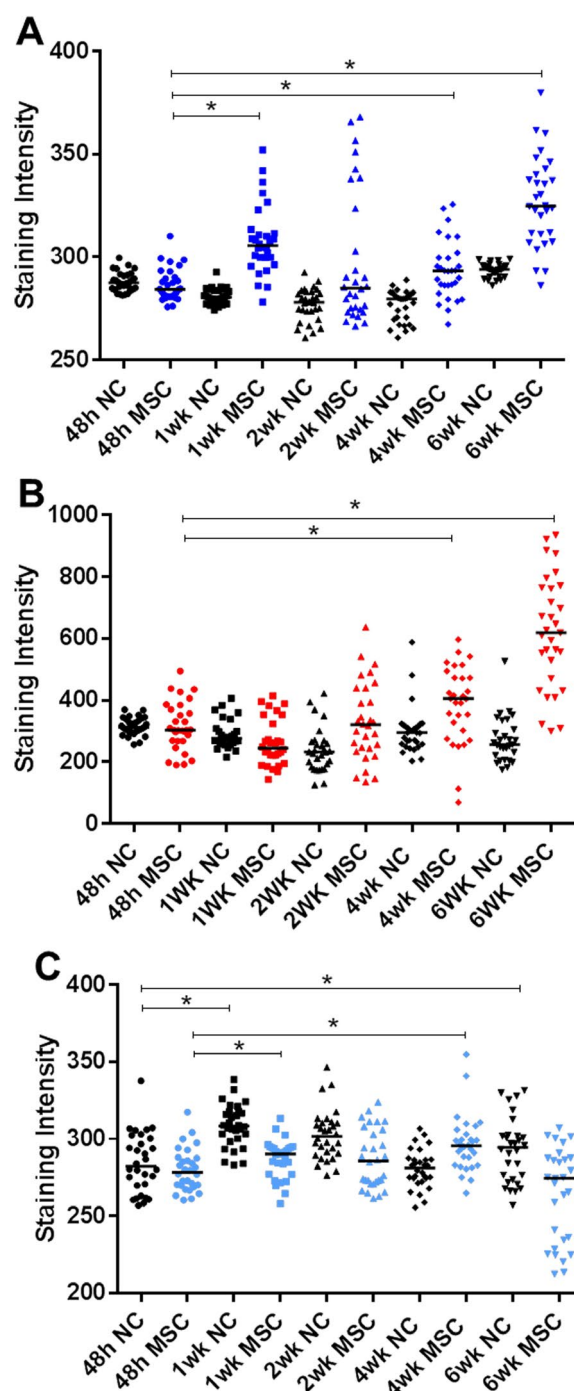 A
400
350
300
250
Staining Intensity
*
*
*
48h NC
48h MSC
1wk NC
1wk MSC
2wk NC
2wk MSC
4wk NC
4wk MSC
6wk NC
6wk MSC
B
1000
800
600
400
200
0
Staining Intensity
*
*
48h NC
48h MSC
1WK NC
1WK MSC
2WK NC
2WK MSC
4wk NC
4wk MSC
6WK NC
6WK MSC
C
400
350
300
250
200
Staining Intensity
*
*
*
*
48h NC
48h MSC
1wk NC
1wk MSC
2wk NC
2wk MSC
4wk NC
4wk MSC
6wk NC
6wk MSC